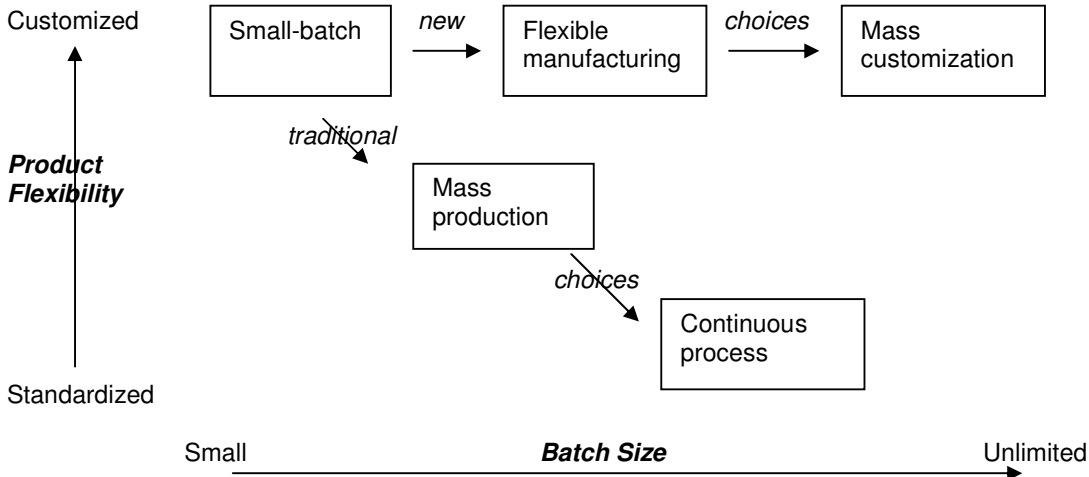 Customized
Small-batch
new
Flexible
manufacturing
choices
Mass
customization
traditional
Product
Flexibility
Mass
production
choices
Continuous
process
Standardized
Small
Batch Size
Unlimited